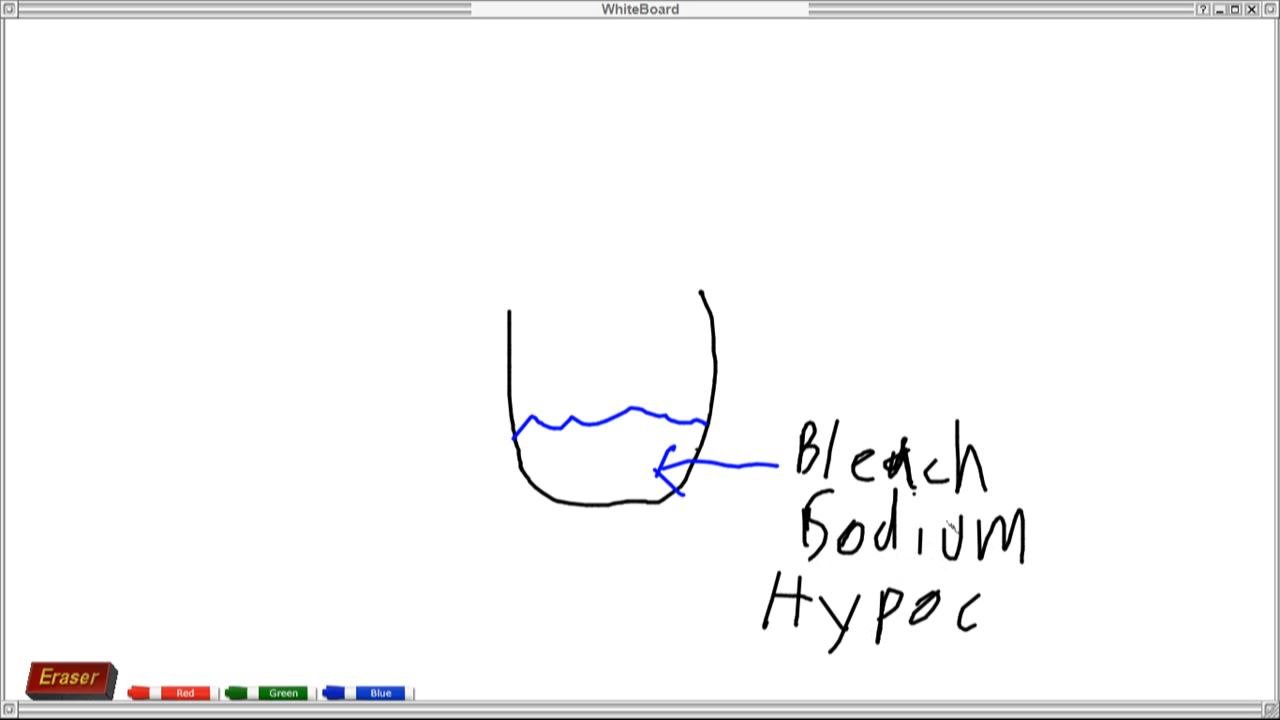 WhiteBoard
Bleach
Sodium
Hypoc
Eraser
Red
Green
Blue